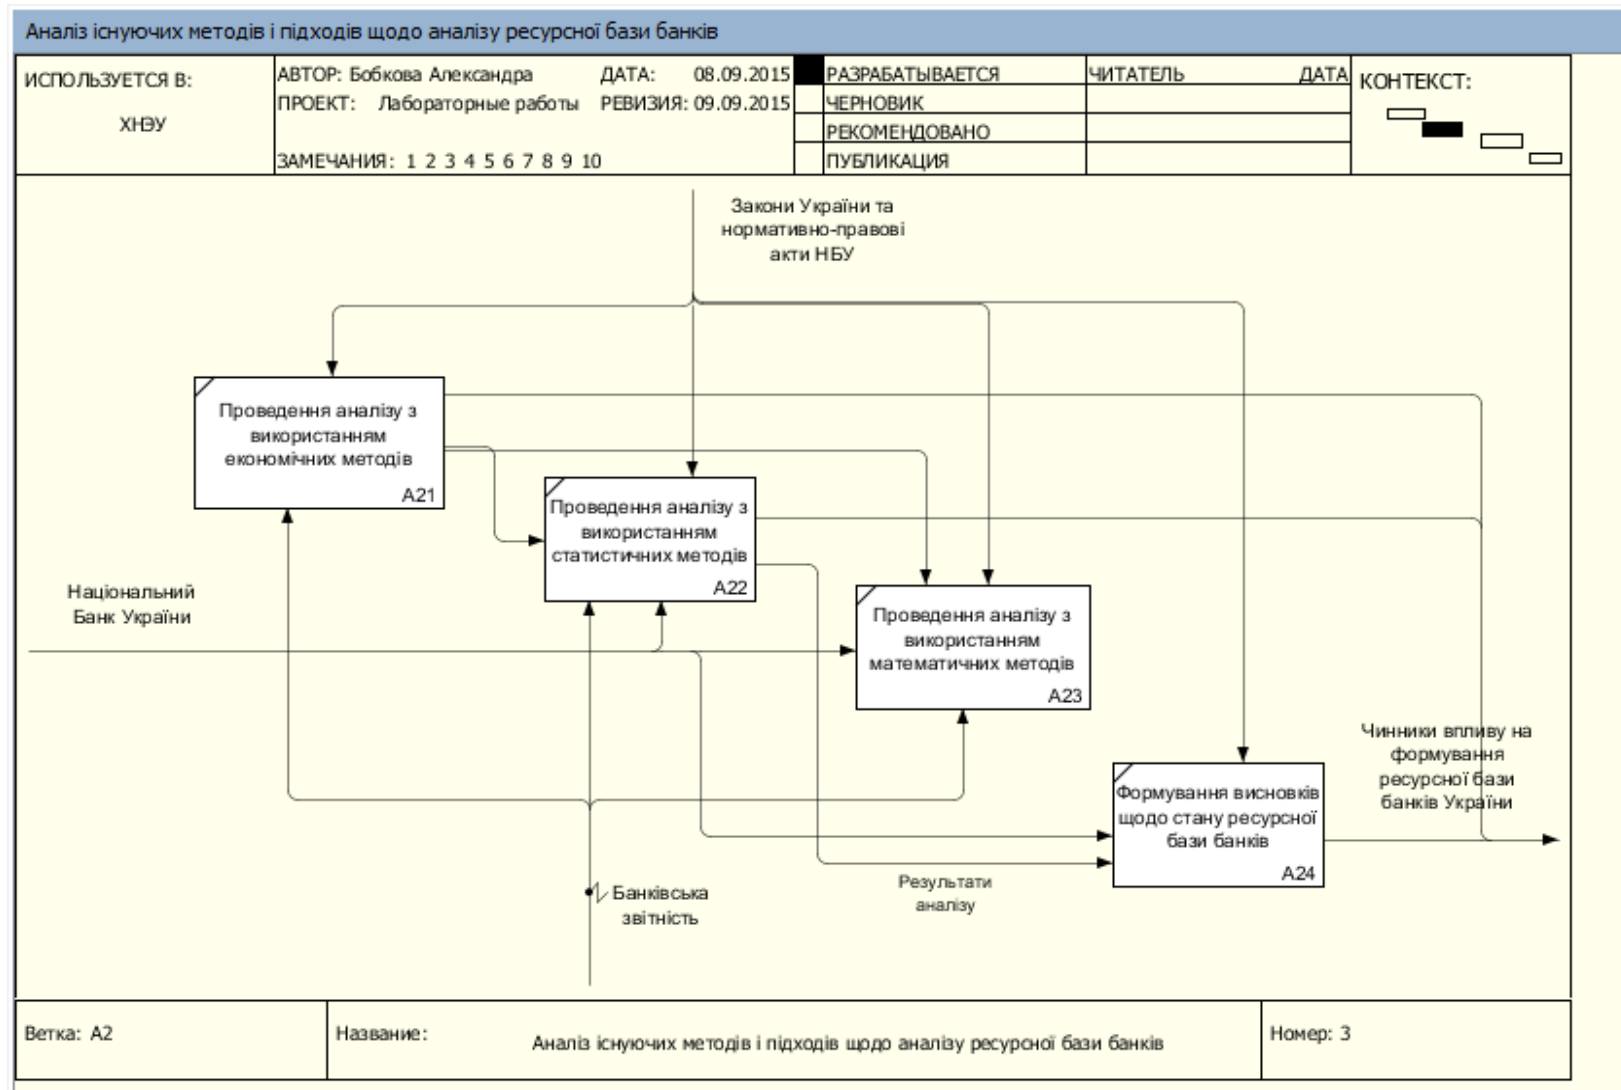 Аналіз існуючих методів і підходів щодо аналізу ресурсної бази банків
ИСПОЛЬЗУЕТСЯ В:
ХНЭУ
АВТОР: Бобкова Александра
ДАТА: 08.09.2015
ПРОЕКТ: Лабораторные работы
РЕВИЗИЯ: 09.09.2015
ЗАМЕЧАНИЯ: 1 2 3 4 5 6 7 8 9 10
РАЗРАБАТЫВАЕТСЯ
ЧЕРНОВИК
РЕКОМЕНДОВАНО
ПУБЛИКАЦИЯ
ЧИТАТЕЛЬ ДАТА
КОНТЕКСТ:
Закони України та
нормативно-правові
акти НБУ
Проведення аналізу з
використанням
економічних методів
А21
Проведення аналізу з
використанням
статистичних методів
А22
Національний
Банк України
Проведення аналізу з
використанням
математичних методів
А23
Чинники впливу на
формування
ресурсної бази
банків України
Формування висновків
щодо стану ресурсної
бази банків
А24
Результати
аналізу
Банківська
звітність
Ветка: А2
Название:
Аналіз існуючих методів і підходів щодо аналізу ресурсної бази банків
Номер: 3